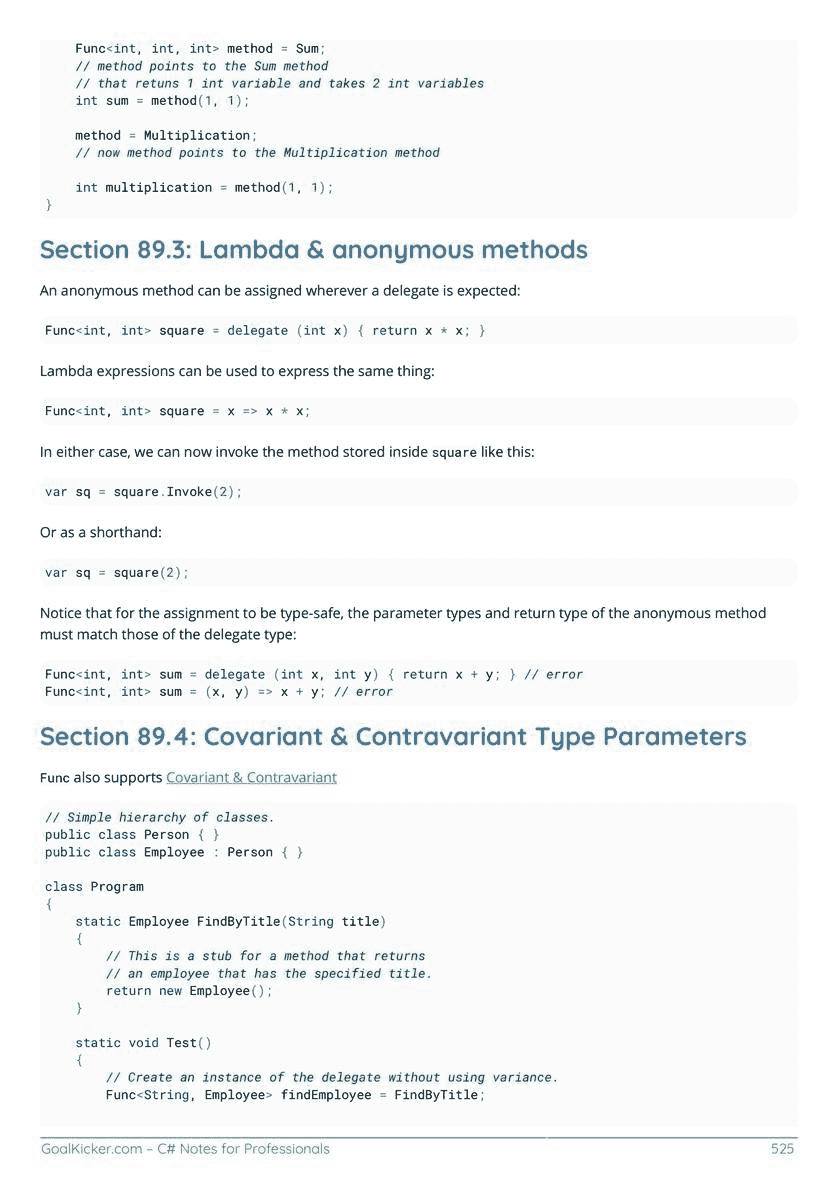 Func<int, int, int> method = Sum;
// method points to the Sum method
// that retuns 1 int variable and takes 2 int variables
int sum = method(1, 1);
method = Multiplication;
// now method points to the Multiplication method
int multiplication = method(1, 1);
}
Section 89.3: Lambda & anonymous methods
An anonymous method can be assigned wherever a delegate is expected:
Func<int, int> square = delegate (int x) { return x * x; }
Lambda expressions can be used to express the same thing:
Func<int, int> square = x => x * x;
In either case, we can now invoke the method stored inside square like this:
var sq = square.Invoke(2);
Or as a shorthand:
var sq = square(2);
Notice that for the assignment to be type-safe, the parameter types and return type of the anonymous method
must match those of the delegate type:
Func<int, int> sum = delegate (int x, int y) { return x + y; } // error
Func<int, int> sum = (x, y) => x + y; // error
Section 89.4: Covariant & Contravariant Type Parameters
Func also supports Covariant & Contravariant
// Simple hierarchy of classes.
public class Person { }
public class Employee : Person { }
class Program
{
static Employee FindByTitle(String title)
{
// This is a stub for a method that returns
// an employee that has the specified title.
return new Employee();
}
static void Test()
{
// Create an instance of the delegate without using variance.
Func<String, Employee> findEmployee = FindByTitle;
GoalKicker.com – C# Notes for Professionals
525